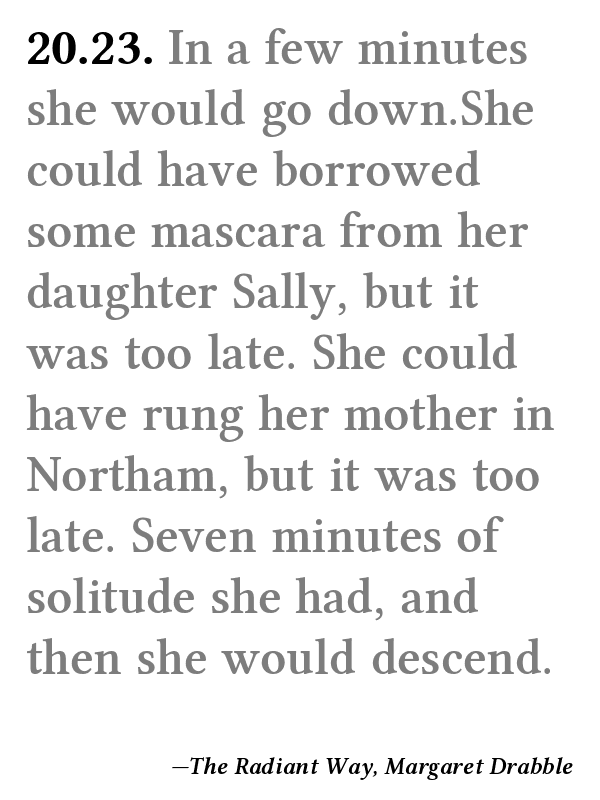 20.23. In a few minutes
she would go down.She
could have borrowed
some mascara from her
daughter Sally, but it
was too late. She could
have rung her mother in
Northam, but it was too
late. Seven minutes of
solitude she had, and
then she would descend.
—The Radiant Way, Margaret Drabble